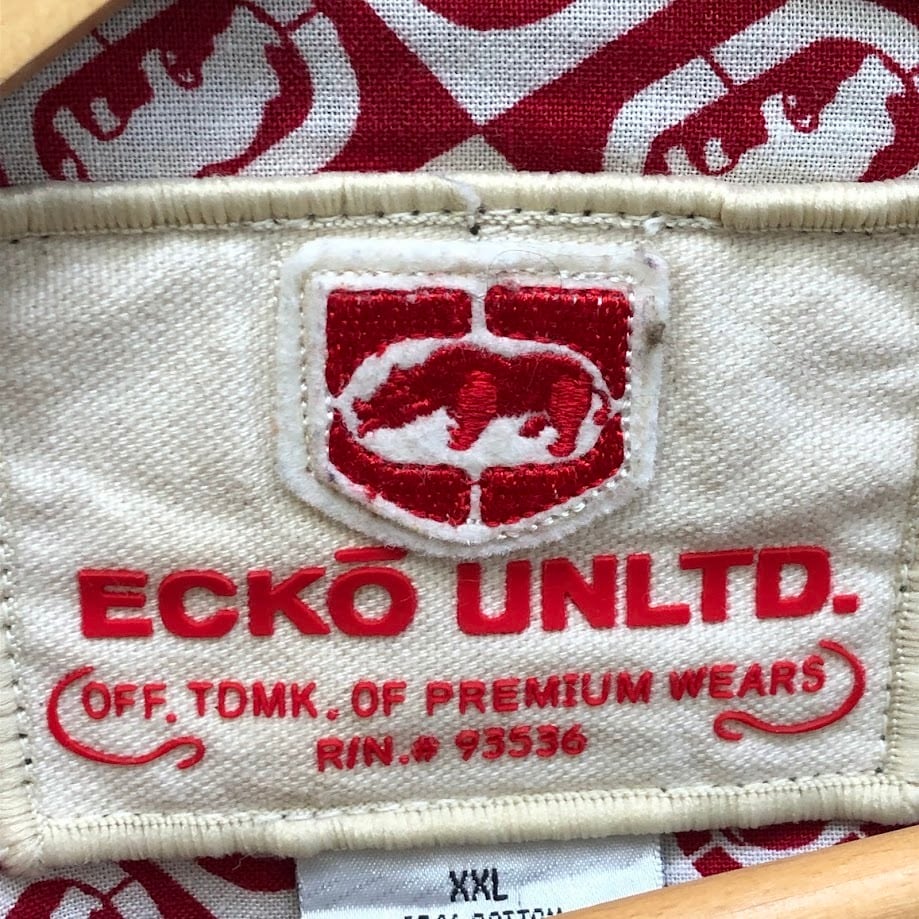 ECKŌ UNLTD.
OFF. TDMK. OF PREMIUM WEARS
R/N.# 93536
XXL